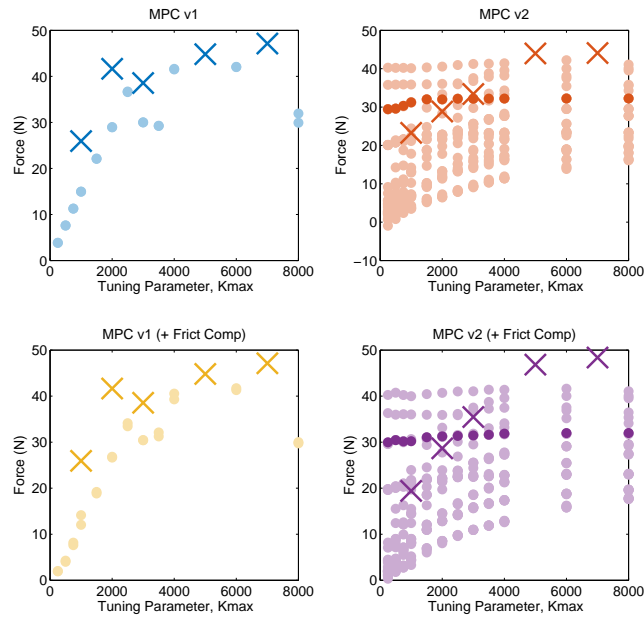 MPC v1
MPC v2
50
40
30
20
10
0
Force (N)
0 2000 4000 6000 8000
Tuning Parameter, Kmax
50
40
30
20
10
0
−10
Force (N)
0 2000 4000 6000 8000
Tuning Parameter, Kmax
MPC v1 (+ Frict Comp)
MPC v2 (+ Frict Comp)
50
40
30
20
10
0
Force (N)
0 2000 4000 6000 8000
Tuning Parameter, Kmax
50
40
30
20
10
0
Force (N)
0 2000 4000 6000 8000
Tuning Parameter, Kmax